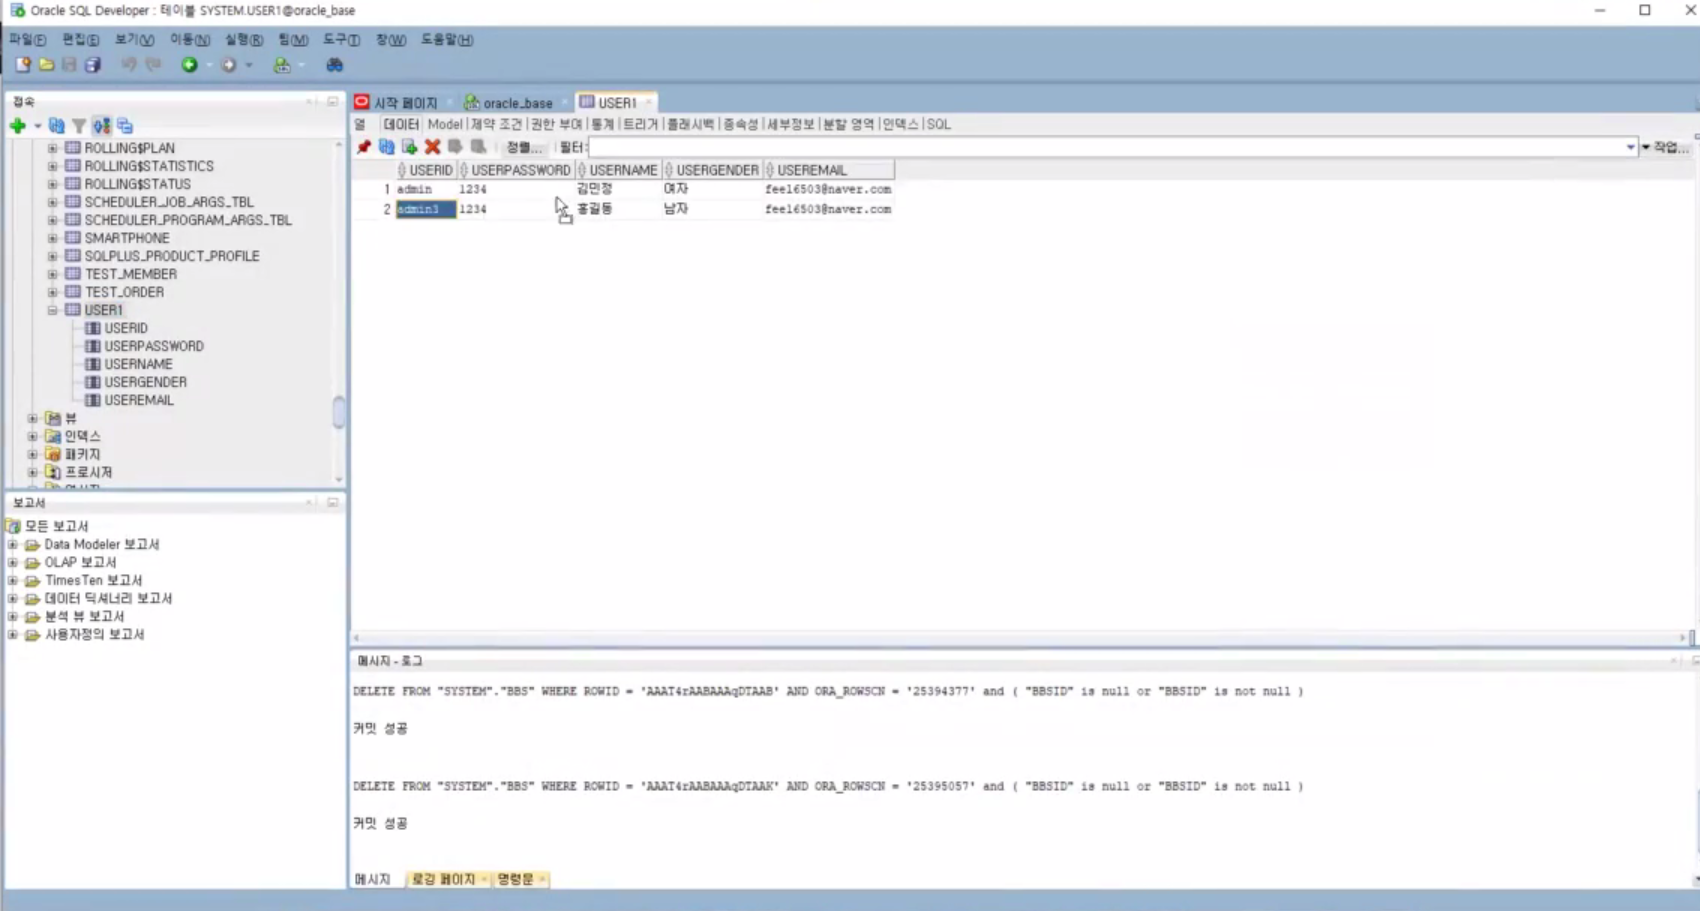 Oracle SQL Developer : 테이블 SYSTEM.USER1@oracle_base
파일(F) 편집(E) 보기(V) 이동(N) 실행(R) 팀(M) 도구(T) 창(W) 도움말(H)
접속
ROLLING$PLAN
ROLLING$STATISTICS
ROLLING$STATUS
SCHEDULER_JOB_ARGS_TBL
SCHEDULER_PROGRAM_ARGS_TBL
SMARTPHONE
SQLPLUS_PRODUCT_PROFILE
TEST_MEMBER
TEST_ORDER
USER1
USERID
USERPASSWORD
USERNAME
USERGENDER
USEREMAIL
뷰
인덱스
패키지
프로시저
보고서
모든 보고서
Data Modeler 보고서
OLAP 보고서
TimesTen 보고서
데이터 딕셔너리 보고서
분석 뷰 보고서
사용자정의 보고서
시작 페이지 oracle_base USER1
열 데이터 Model 제약 조건 권한 부여 통계 트리거 플래시백 종속성 세부정보 분할 영역 인덱스 SQL
정렬... 필터: 작업...
USERID USERPASSWORD USERNAME USERGENDER USEREMAIL
1 admin 1234 김민정 여자 feel6503@naver.com
2 admin3 1234 홍길동 남자 feel6503@naver.com
메시지 - 로그
DELETE FROM "SYSTEM"."BBS" WHERE ROWID = 'AAAT4rAABAAAqDTAAB' AND ORA_ROWSCN = '25394377' and ( "BBSID" is null or "BBSID" is not null )
커밋 성공
DELETE FROM "SYSTEM"."BBS" WHERE ROWID = 'AAAT4rAABAAAqDTAAK' AND ORA_ROWSCN = '25395057' and ( "BBSID" is null or "BBSID" is not null )
커밋 성공
메시지 로깅 페이지 명령문